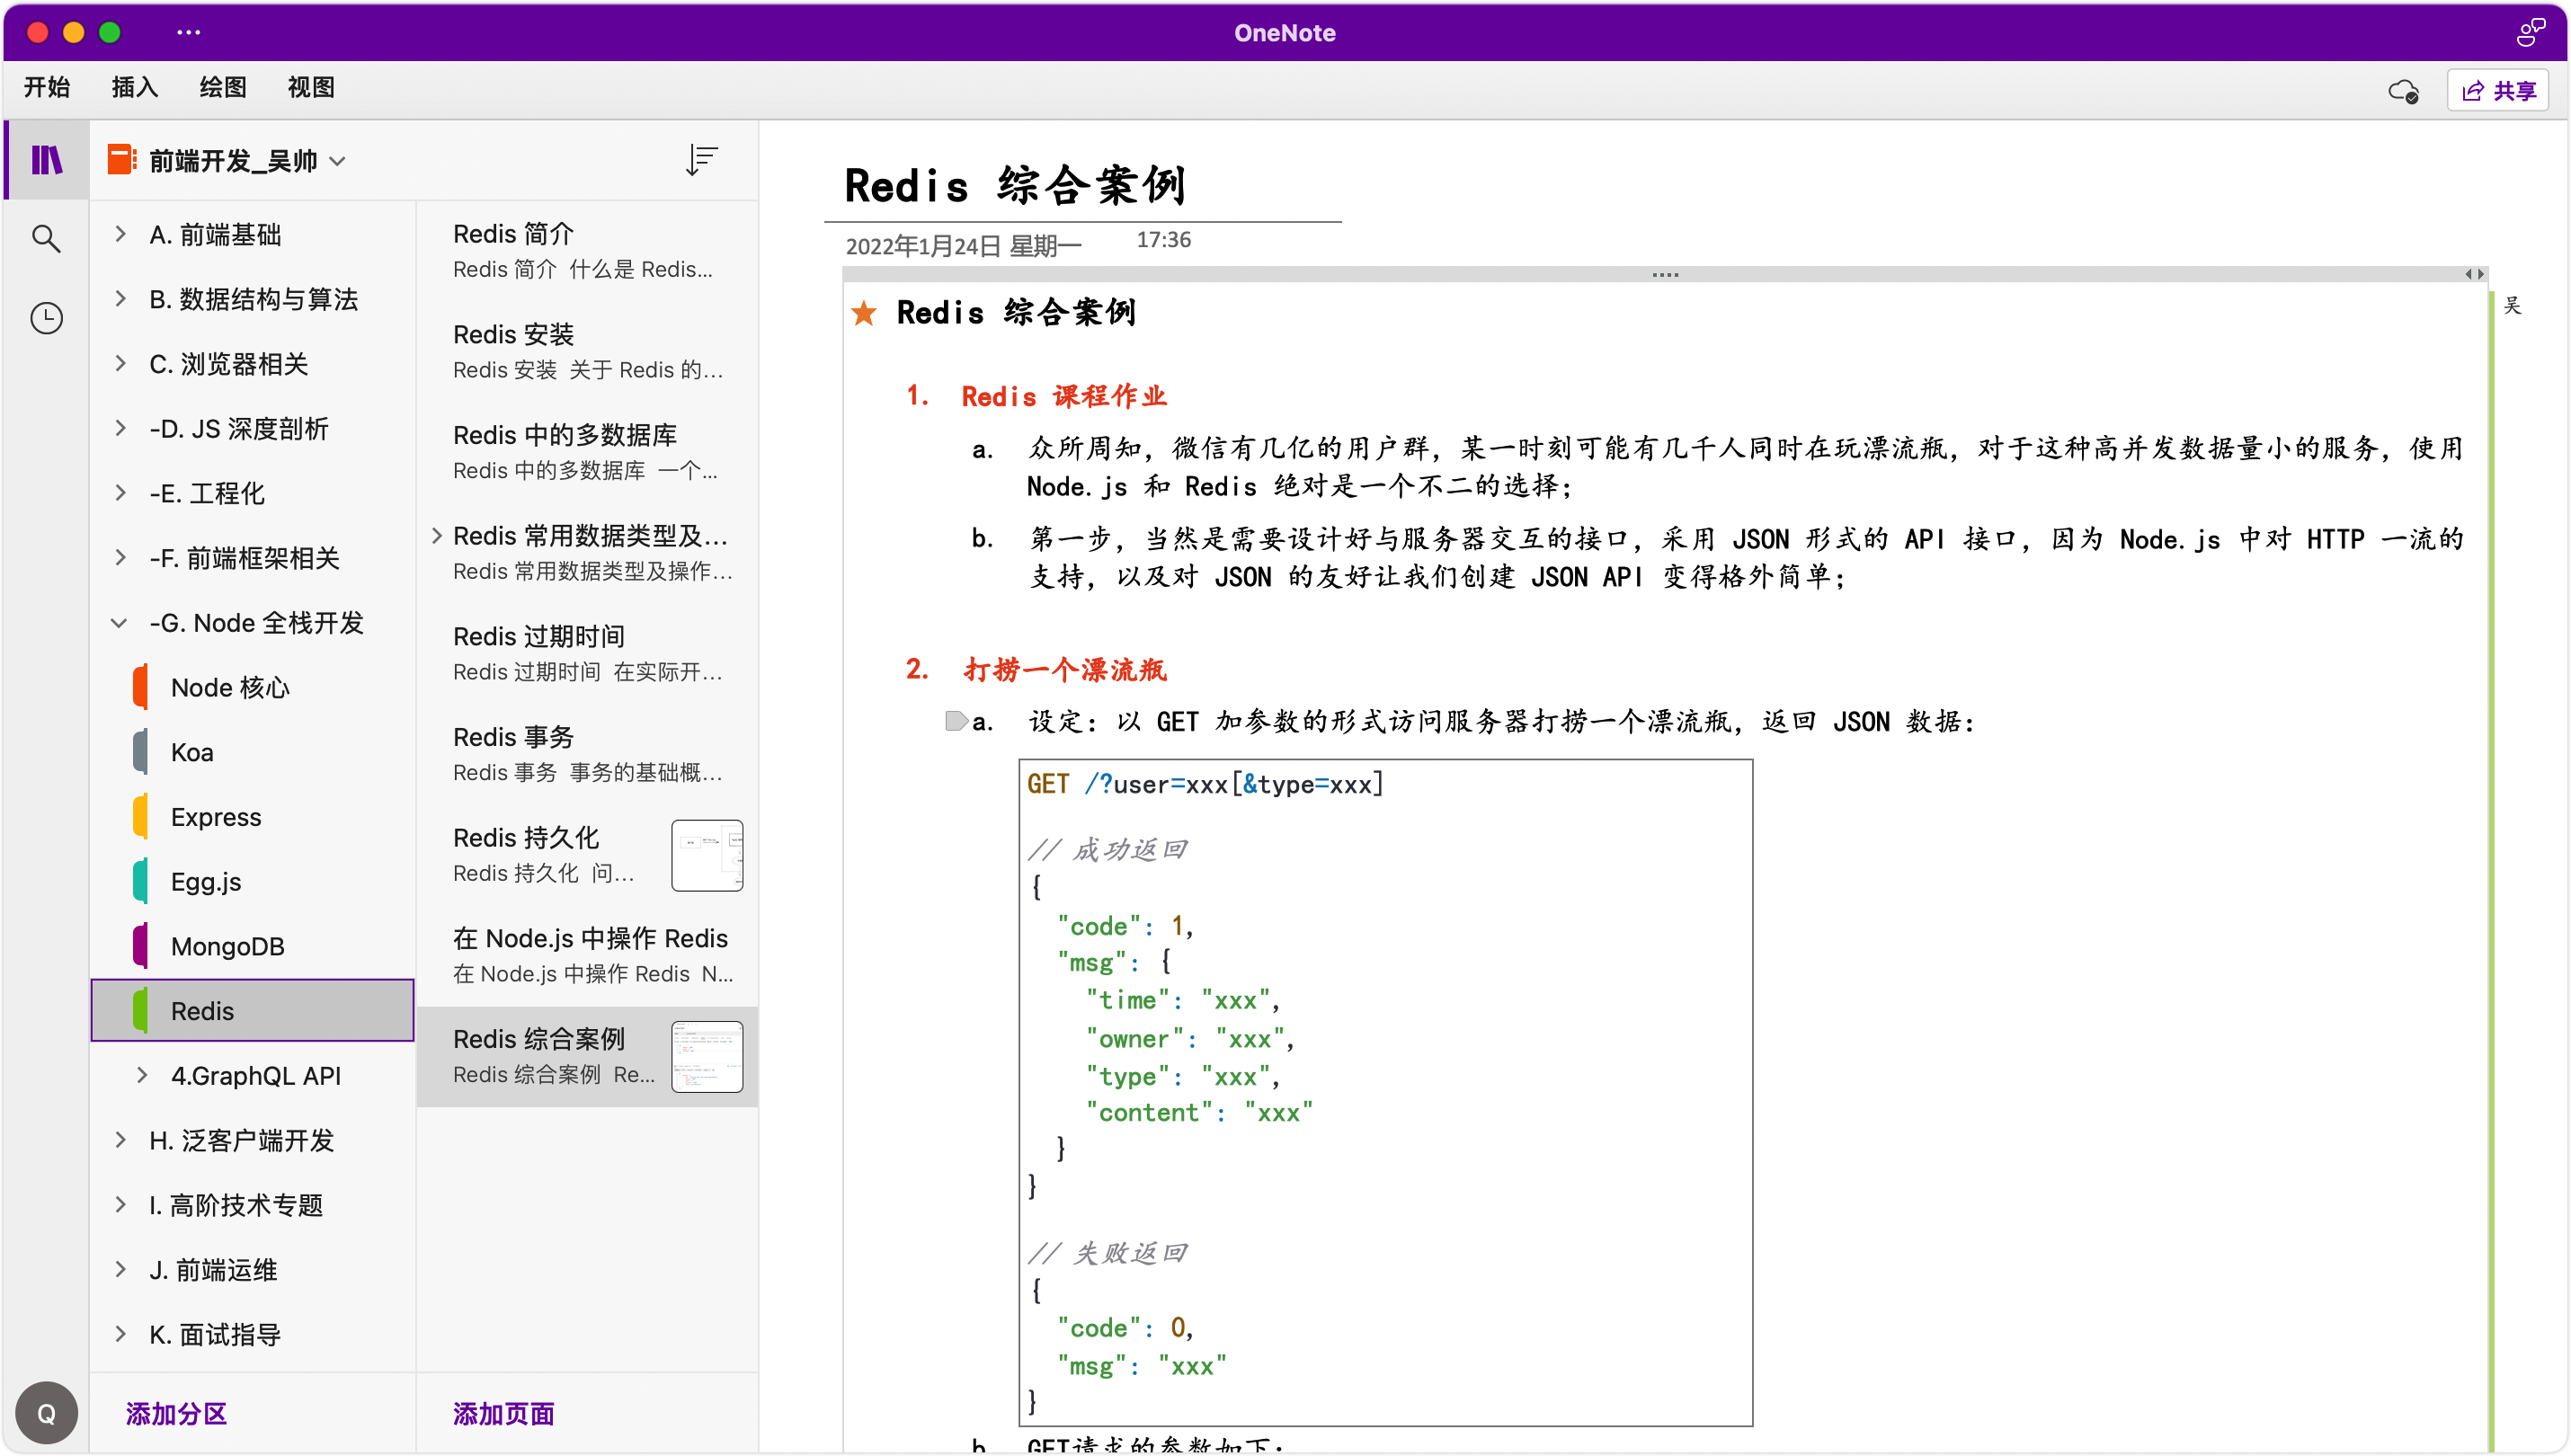 OneNote
开始 插入 绘图 视图
共享
前端开发_吴帅
A. 前端基础
B. 数据结构与算法
C. 浏览器相关
-D. JS 深度剖析
-E. 工程化
-F. 前端框架相关
-G. Node 全栈开发
Node 核心
Koa
Express
Egg.js
MongoDB
Redis
4.GraphQL API
H. 泛客户端开发
I. 高阶技术专题
J. 前端运维
K. 面试指导
添加分区
Q
Redis 简介
Redis 简介 什么是 Redis...
Redis 安装
Redis 安装 关于 Redis 的...
Redis 中的多数据库
Redis 中的多数据库 一个...
Redis 常用数据类型及...
Redis 常用数据类型及操作...
Redis 过期时间
Redis 过期时间 在实际开...
Redis 事务
Redis 事务 事务的基础概...
Redis 持久化
Redis 持久化 问...
在 Node.js 中操作 Redis
在 Node.js 中操作 Redis N...
Redis 综合案例
Redis 综合案例 Re...
添加页面
Redis 综合案例
2022年1月24日 星期一 17:36
Redis 综合案例
吴
1. Redis 课程作业
a. 众所周知，微信有几亿的用户群，某一时刻可能有几千人同时在玩漂流瓶，对于这种高并发数据量小的服务，使用
Node.js 和 Redis 绝对是一个不二的选择；
b. 第一步，当然是需要设计好与服务器交互的接口，采用 JSON 形式的 API 接口，因为 Node.js 中对 HTTP 一流的
支持，以及对 JSON 的友好让我们创建 JSON API 变得格外简单；
2. 打捞一个漂流瓶
a. 设定：以 GET 加参数的形式访问服务器打捞一个漂流瓶，返回 JSON 数据：
GET /?user=xxx[&type=xxx]
// 成功返回
{
"code": 1,
"msg": {
"time": "xxx",
"owner": "xxx",
"type": "xxx",
"content": "xxx"
}
}
// 失败返回
{
"code": 0,
"msg": "xxx"
}
b. GET请求的参数如下：